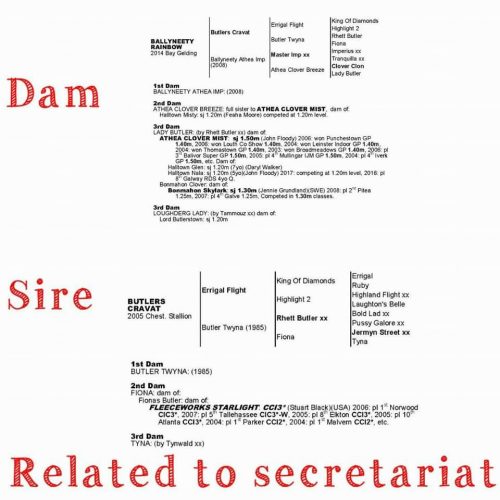 BALLYNEETY
RAINBOW
2014 Bay Gelding
Butlers Cravat
Ballyneety Athea Imp.
(2008)
Errigal Flight
Butler Twyna
Master Imp xx
Athea Clover Breeze
King Of Diamonds
Highlight 2
Rhett Butler
Fiona
Imperius xx
Tranquilla xx
Clover Clon
Lady Butler
Dam
1st Dam
BALLYNEETY ATHEA IMP: (2008)
2nd Dam
ATHEA CLOVER BREEZE: full sister to ATHEA CLOVER MIST, dam of:
Halltown Misty: sj 1.20m (Feaha Moore) competed at 1.20m level.
3rd Dam
LADY BUTLER: (by Rhett Butler xx) dam of:
ATHEA CLOVER MIST: sj 1.50m (John Floody) 2006: won Punchestown GP
1.40m, 2006: won Louth Co Show 1.40m, 2004: won Leinster Indoor GP 1.40m,
2004: won Thomastown GP 1.40m, 2003: won Broadmeadows GP 1.40m, 2006: pl
3rd Balivor Super GP 1.50m, 2005: pl 4th Mullingar IJM GP 1.50m, 2004: pl 4th Iverk
GP 1.50m, etc. Dam of:
Halltown Glen: sj 1.20m (7yo) (Daryl Walker)
Halltown Nala: sj 1.20m (5yo)(John Floody) 2017: competing at 1.20m level, 2016: pl
8th Galway RDS 4yo Q.
Bonmahon Clover: dam of:
Bonmahon Skylark: sj 1.30m (Jennie Grundland)(SWE) 2008: pl 2nd Pitea
1.25m, 2007: pl 4th Galve 1.25m. Competed in 1.30m classes.
3rd Dam
LOUGHDERG LADY: (by Tammouz xx) dam of:
Lord Butlerstown: sj 1.20m
Sire
BUTLERS
CRAVAT
2005 Chest. Stallion
Errigal Flight
Butler Twyna (1985)
King Of Diamonds
Highlight 2
Rhett Butler xx
Fiona
Errigal
Ruby
Highland Flight xx
Laughton's Belle
Bold Lad xx
Pussy Galore xx
Jermyn Street xx
Tyna
1st Dam
BUTLER TWYNA: (1985)
2nd Dam
FIONA: dam of:
Fionas Butler: dam of:
FLEECEWORKS STARLIGHT: CCI3* (Stuart Black)(USA) 2006: pl 1st Norwood
CIC3*, 2007: pl 5th Tallehassee CIC3*-W, 2005: pl 8th Elkton CCI3*, 2005: pl 10th
Atlanta CCI3*, 2004: pl 1st Parker CCI2*, 2004: pl 1st Malvern CCI2*, etc.
3rd Dam
TYNA: (by Tynwald xx)
Related to secretariat